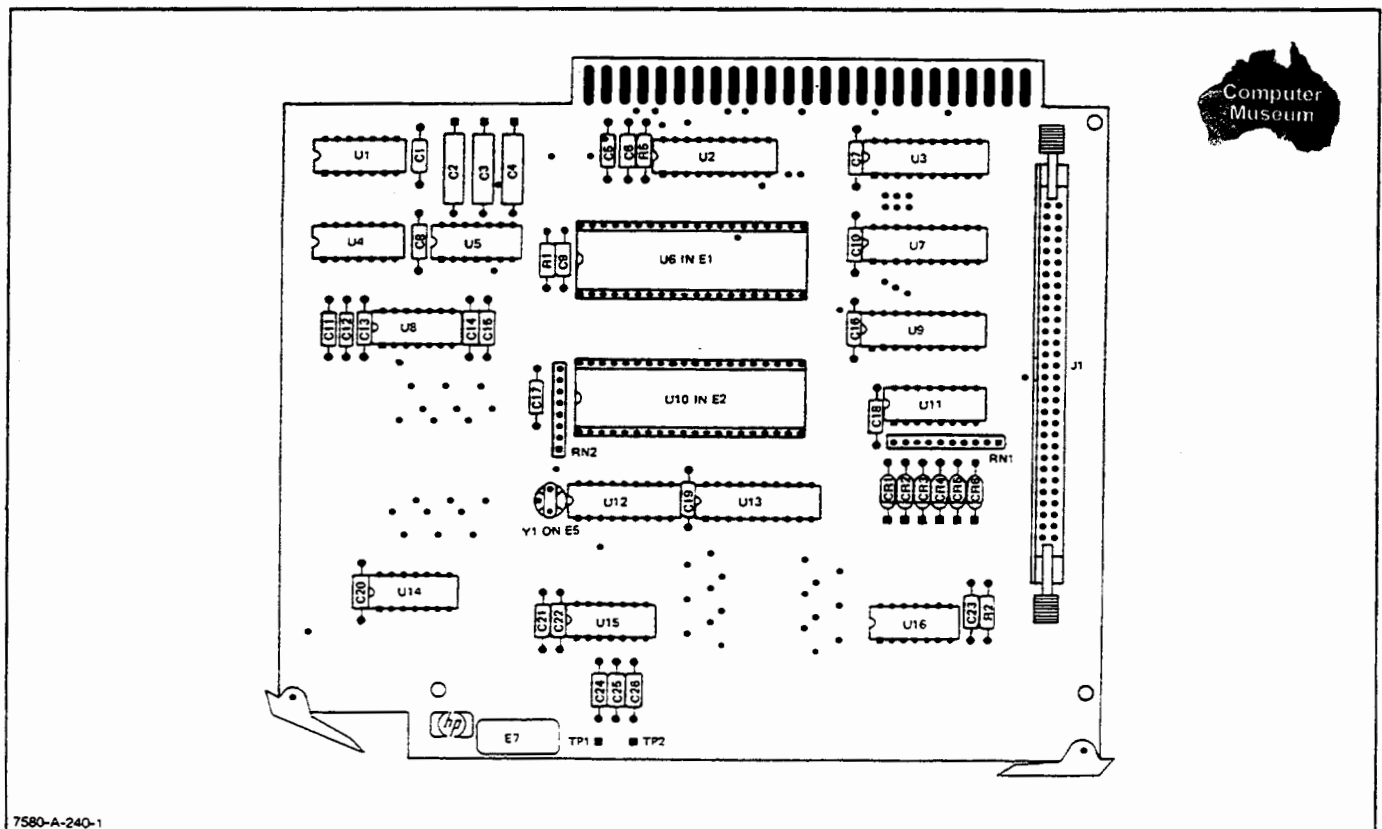 Computer
Museum
U1
C1
C2
C3
C4
C5
C6
R5
U2
C7
U3
U4
C8
U5
R1
C9
U6 IN E1
C10
U7
C11
C12
C13
U8
C14
C15
C16
U9
J1
C17
RN2
U10 IN E2
C18
U11
RN1
Y1 ON E5
U12
C19
U13
CR1
CR2
CR3
CR4
CR5
CR6
C20
U14
C21
C22
U15
U16
C23
R2
C24
C25
C26
hp
E7
TP1
TP2
7580-A-240-1